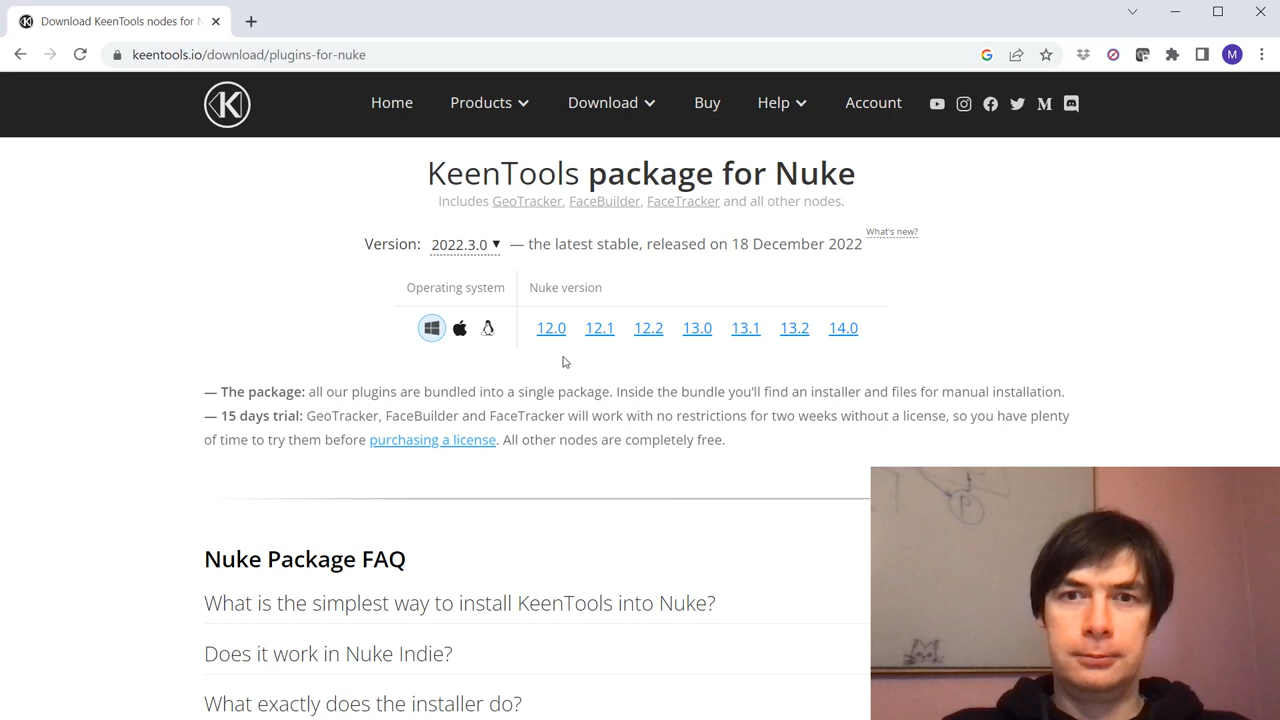 Download KeenTools nodes for N
keentools.io/download/plugins-for-nuke
M
K
Home Products Download Buy Help Account
KeenTools package for Nuke
Includes GeoTracker, FaceBuilder, FaceTracker and all other nodes.
Version: 2022.3.0 ▼ — the latest stable, released on 18 December 2022 What's new?
Operating system Nuke version
12.0 12.1 12.2 13.0 13.1 13.2 14.0
— The package: all our plugins are bundled into a single package. Inside the bundle you'll find an installer and files for manual installation.
— 15 days trial: GeoTracker, FaceBuilder and FaceTracker will work with no restrictions for two weeks without a license, so you have plenty
of time to try them before purchasing a license. All other nodes are completely free.
Nuke Package FAQ
What is the simplest way to install KeenTools into Nuke?
Does it work in Nuke Indie?
What exactly does the installer do?
P